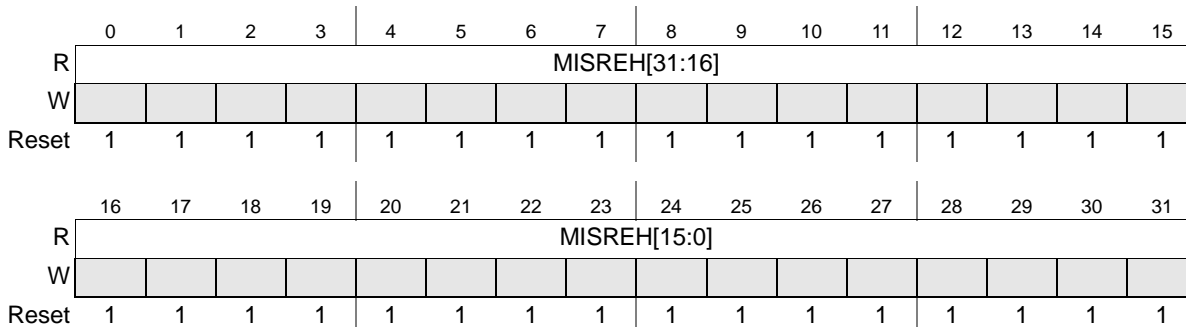 0 1 2 3 4 5 6 7 8 9 10 11 12 13 14 15
R MISREH[31:16]
W
Reset 1 1 1 1 1 1 1 1 1 1 1 1 1 1 1 1
16 17 18 19 20 21 22 23 24 25 26 27 28 29 30 31
R MISREH[15:0]
W
Reset 1 1 1 1 1 1 1 1 1 1 1 1 1 1 1 1